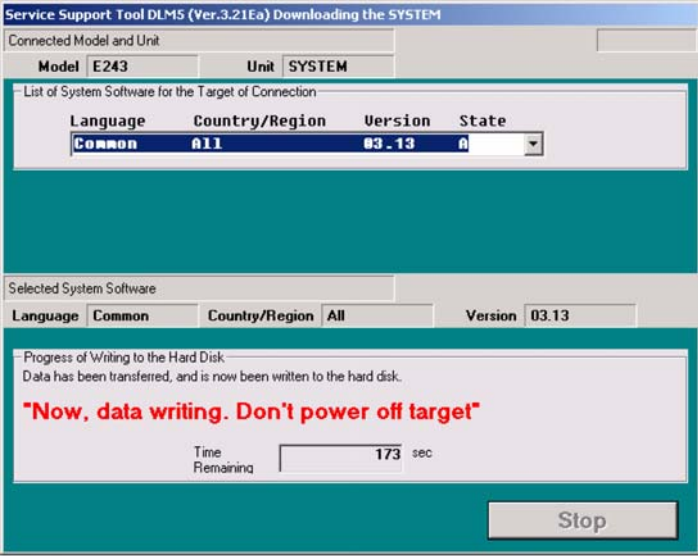 Service Support Tool DLM5 (Ver.3.21Ea) Downloading the SYSTEM
Connected Model and Unit
Model E243 Unit SYSTEM
List of System Software for the Target of Connection
Language Country/Region Version State
Common All 03.13 A
Selected System Software
Language Common Country/Region All Version 03.13
Progress of Writing to the Hard Disk
Data has been transferred, and is now been written to the hard disk.
"Now, data writing. Don't power off target"
Time
Remaining 173 sec
Stop